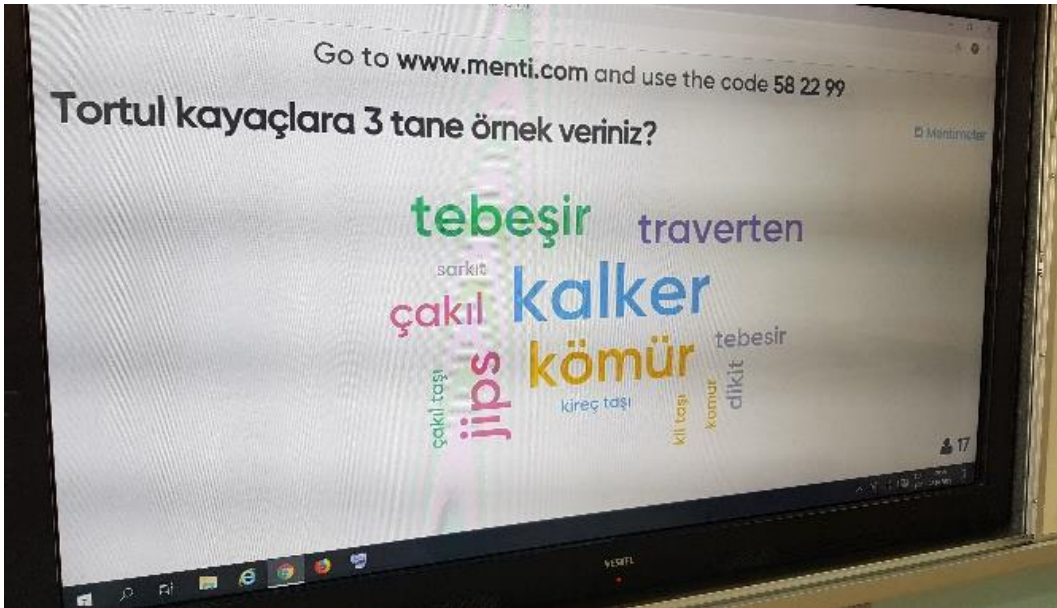 Go to www.menti.com and use the code 58 22 99
Tortul kayaçlara 3 tane örnek veriniz?
Mentimeter
tebeşir
traverten
sarkıt
kalker
çakıl
tebesir
kömür
jips
çakıl taşı
kireç taşı
kil taşı
komur
dikit
17
VESTEL